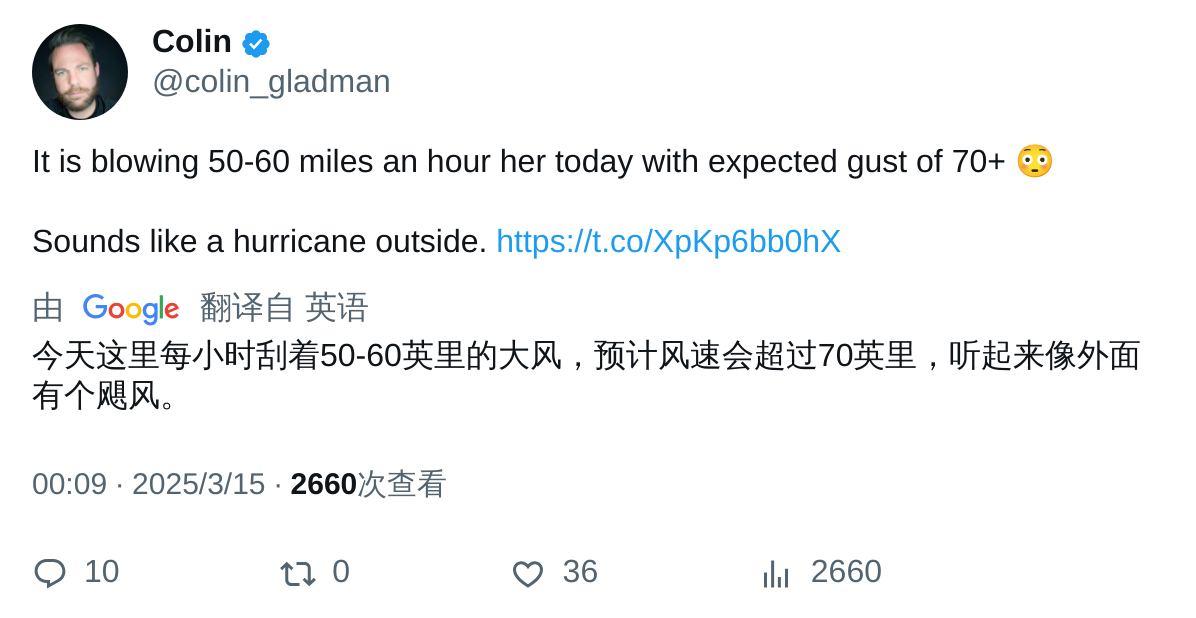 Colin
@colin_gladman
It is blowing 50-60 miles an hour her today with expected gust of 70+ 😳
Sounds like a hurricane outside. https://t.co/XpKp6bb0hX
由 Google 翻译自 英语
今天这里每小时刮着50-60英里的大风，预计风速会超过70英里，听起来像外面
有个飓风。
00:09 · 2025/3/15 · 2660次查看
10 0 36 2660